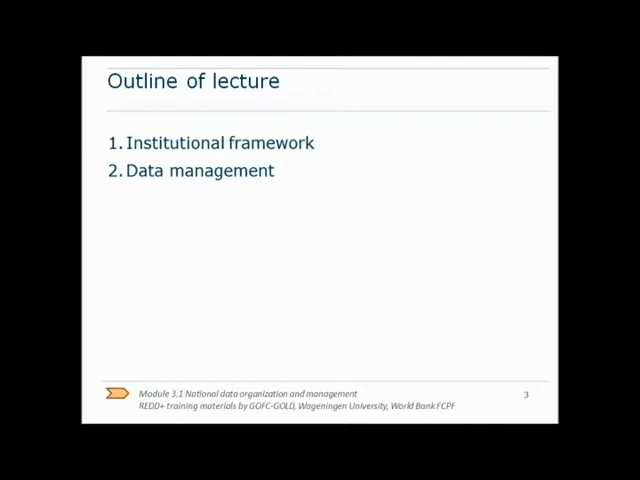 Outline of lecture
1. Institutional framework
2. Data management
Module 3.1 National data organization and management
3
REDD+ training materials by GOFC-GOLD, Wageningen University, World Bank FCPF